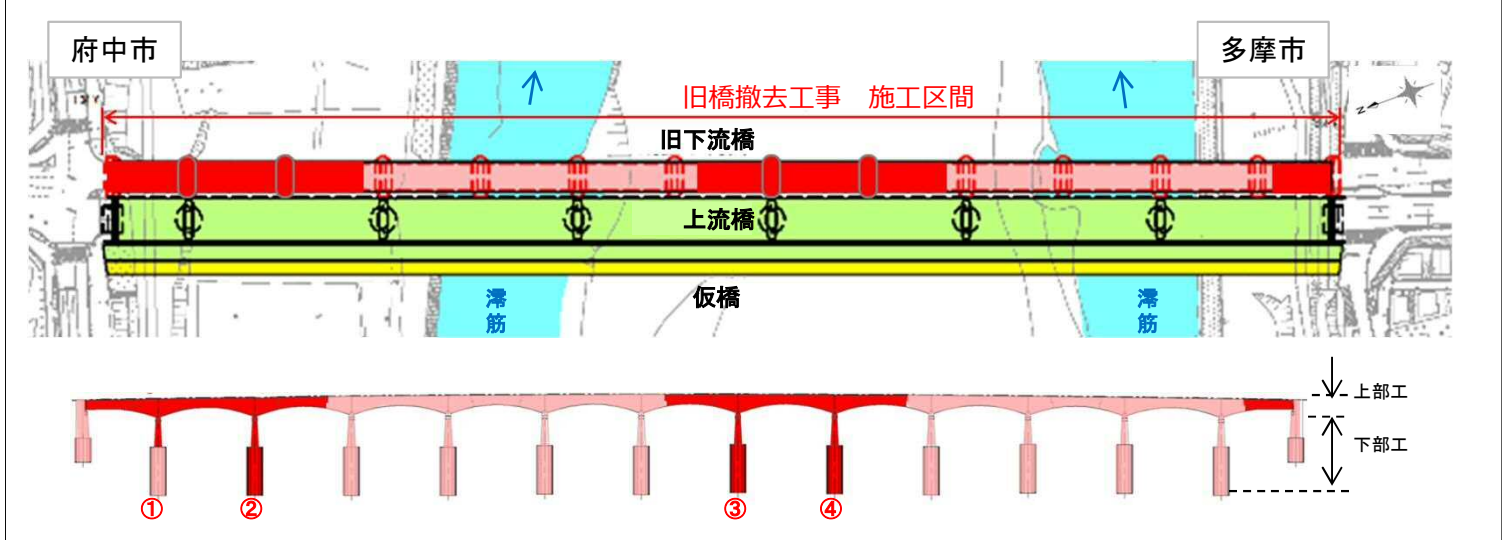 府中市
多摩市
旧橋撤去工事　施工区間
旧下流橋
上流橋
仮橋
澪筋
澪筋
N
上部工
下部工
①
②
③
④